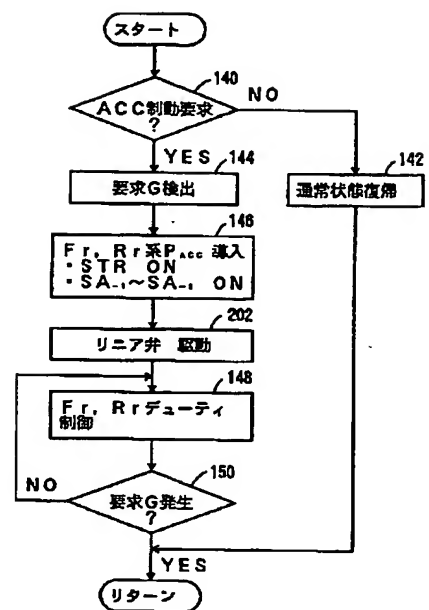 スタート
140
ACC制動要求
?
NO
YES
144
142
要求G検出
通常状態復帰
146
Fr, Rr系PACC 導入
・STR ON
・SA-1〜SA-3 ON
202
リニア弁 駆動
148
Fr, Rrデューティ
制御
150
NO
要求G発生
?
YES
リターン